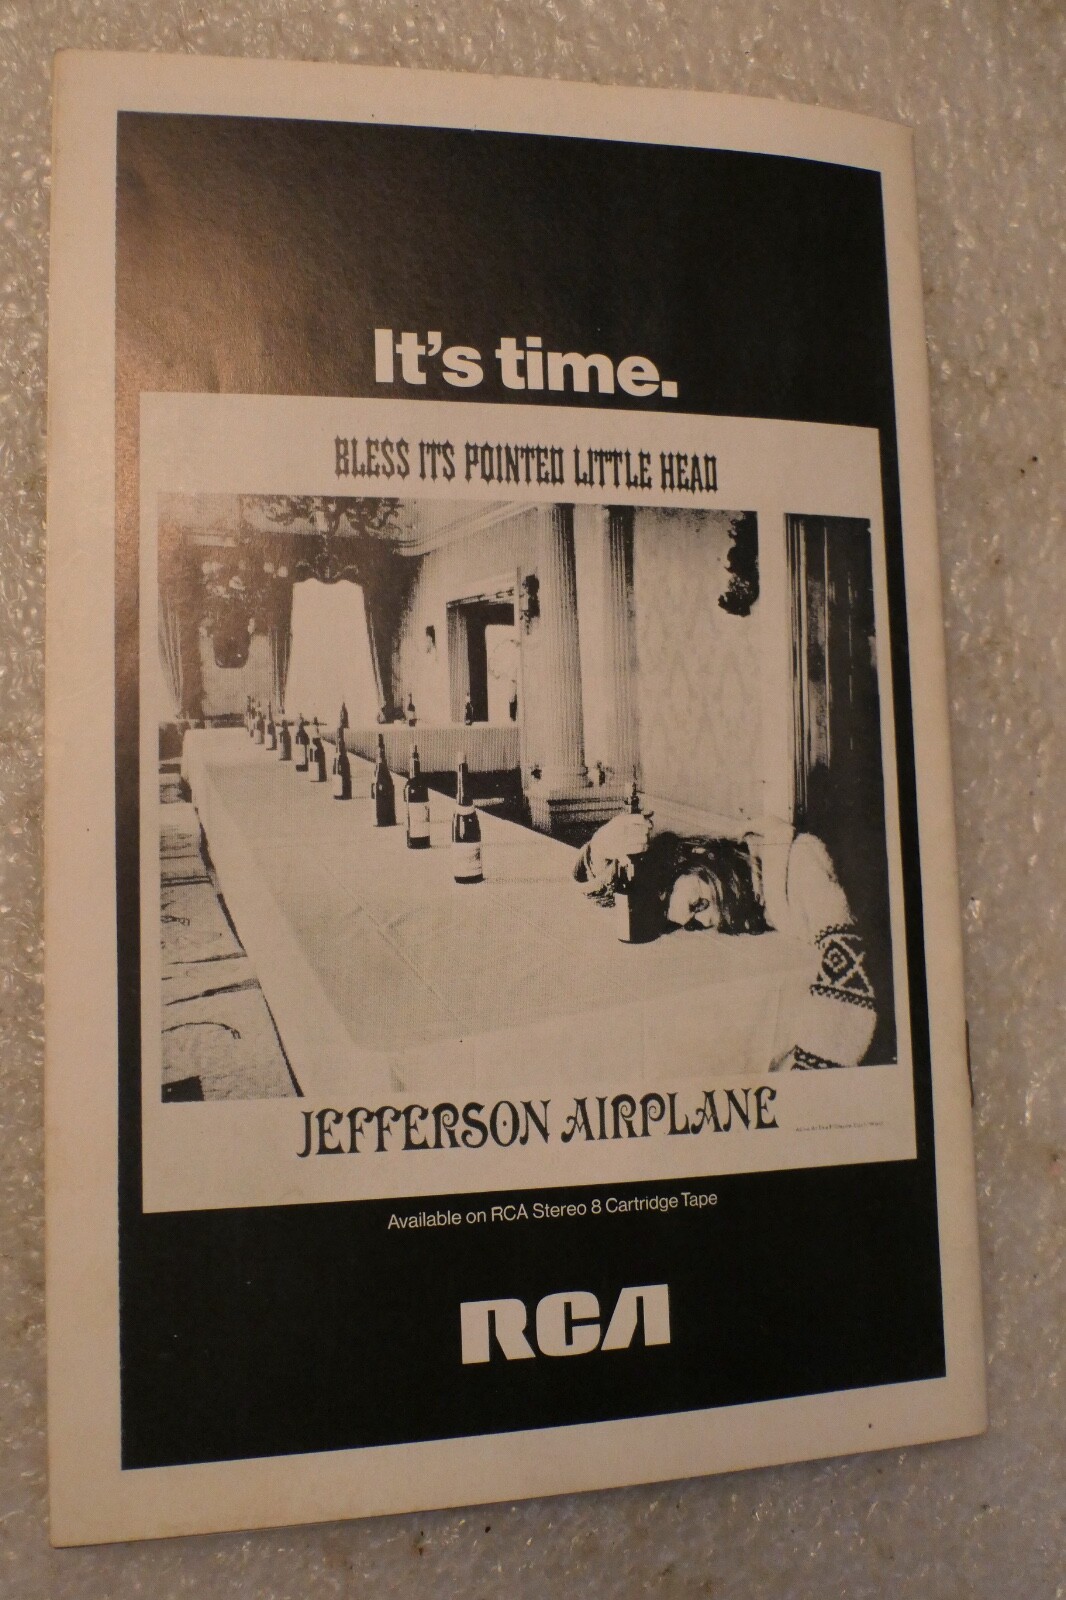 It's time.
BLESS ITS POINTED LITTLE HEAD
JEFFERSON AIRPLANE
Available on RCA Stereo 8 Cartridge Tape
RCA